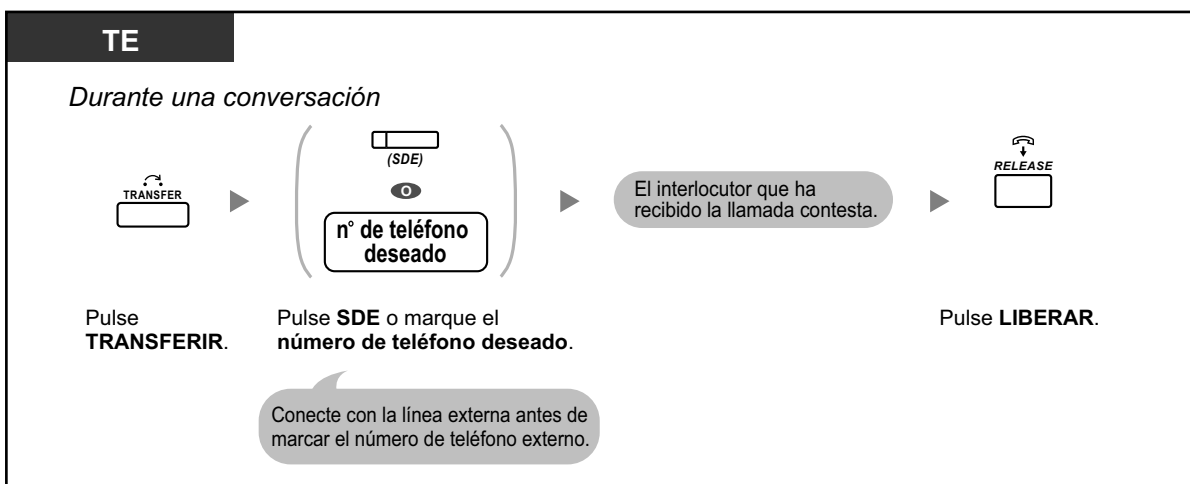 TE
Durante una conversación
TRANSFER
(SDE)
O
n° de teléfono
deseado
El interlocutor que ha
recibido la llamada contesta.
RELEASE
Pulse
TRANSFERIR.
Pulse SDE o marque el
número de teléfono deseado.
Pulse LIBERAR.
Conecte con la línea externa antes de
marcar el número de teléfono externo.